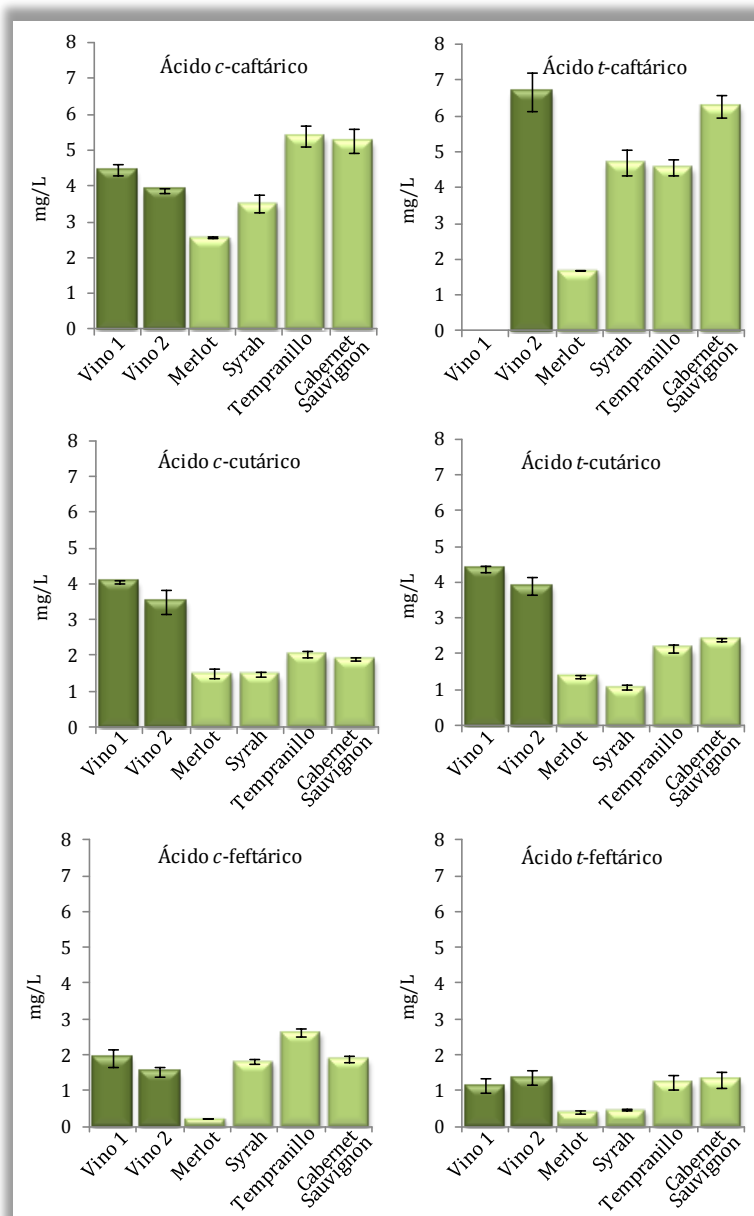 Ácido c-caftárico
8
7
6
5
4
3
2
1
0
mg/L
Vino 1
Vino 2
Merlot
Syrah
Tempranillo
Cabernet
Sauvignon
Ácido t-caftárico
8
7
6
5
4
3
2
1
0
Vino 1
Vino 2
Merlot
Syrah
Tempranillo
Cabernet
Sauvignon
Ácido c-cutárico
8
7
6
5
4
3
2
1
0
mg/L
Vino 1
Vino 2
Merlot
Syrah
Tempranillo
Cabernet
Sauvignon
Ácido t-cutárico
8
7
6
5
4
3
2
1
0
mg/L
Vino 1
Vino 2
Merlot
Syrah
Tempranillo
Cabernet
Sauvignon
Ácido c-feftárico
8
7
6
5
4
3
2
1
0
mg/L
Vino 1
Vino 2
Merlot
Syrah
Tempranillo
Cabernet
Sauvignon
Ácido t-feftárico
8
7
6
5
4
3
2
1
0
mg/L
Vino 1
Vino 2
Merlot
Syrah
Tempranillo
Cabernet
Sauvignon